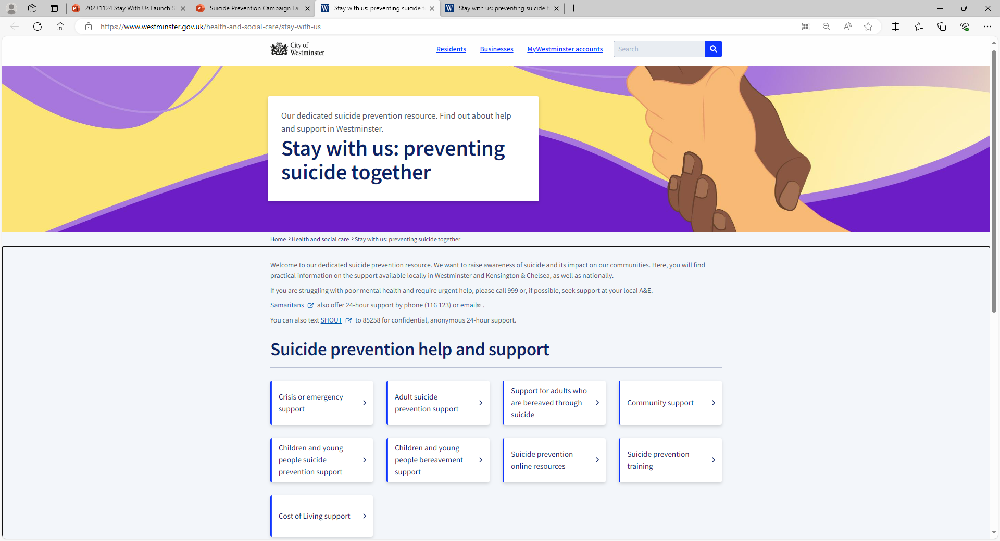 20231124 Stay With Us Launch S
Suicide Prevention Campaign Lau
Stay with us: preventing suicide t
Stay with us: preventing suicide t
https://www.westminster.gov.uk/health-and-social-care/stay-with-us
City of
Westminster
Residents
Businesses
MyWestminster accounts
Search
Our dedicated suicide prevention resource. Find out about help
and support in Westminster.
Stay with us: preventing
suicide together
Home › Health and social care › Stay with us: preventing suicide together
Welcome to our dedicated suicide prevention resource. We want to raise awareness of suicide and its impact on our communities. Here, you will find
practical information on the support available locally in Westminster and Kensington & Chelsea, as well as nationally.
If you are struggling with poor mental health and require urgent help, please call 999 or, if possible, seek support at your local A&E.
Samaritans also offer 24-hour support by phone (116 123) or email .
You can also text SHOUT to 85258 for confidential, anonymous 24-hour support.
Suicide prevention help and support
Crisis or emergency
support
Adult suicide
prevention support
Support for adults who
are bereaved through
suicide
Community support
Children and young
people suicide
prevention support
Children and young
people bereavement
support
Suicide prevention
online resources
Suicide prevention
training
Cost of Living support